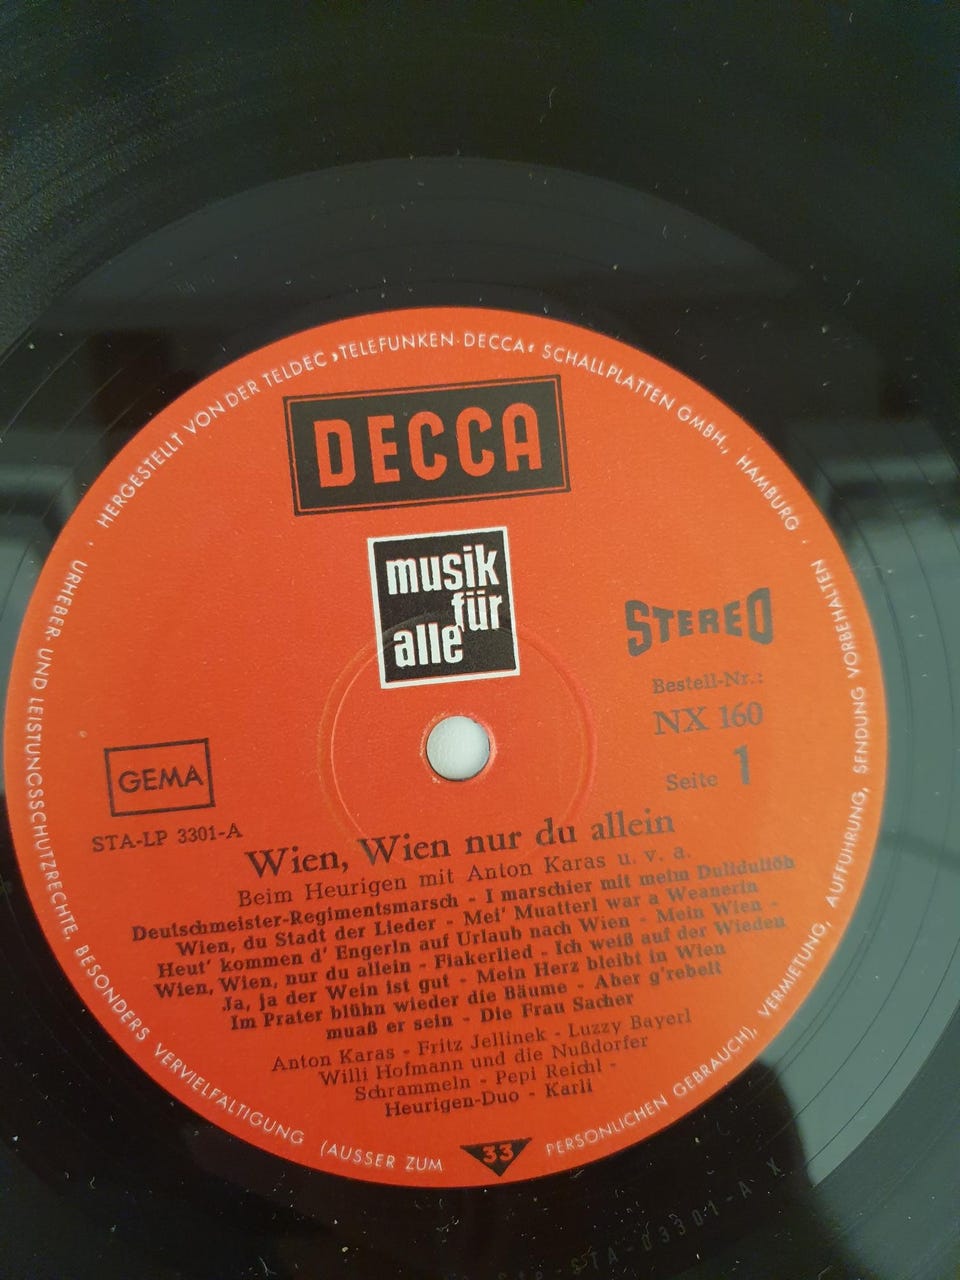 HERGESTELLT VON DER TELDEC »TELEFUNKEN·DECCA« SCHALLPLATTEN GMBH., HAMBURG ·
DECCA
musik
für
alle
STEREO
Bestell-Nr.:
NX 160
Seite 1
GEMA
STA-LP 3301-A
Wien, Wien nur du allein
Beim Heurigen mit Anton Karas u. v. a.
Deutschmeister-Regimentsmarsch - I marschier mit meim Duliduliöh
Wien, du Stadt der Lieder - Mei' Muatterl war a Weanerin
Heut' kommen d' Engerln auf Urlaub nach Wien - Mein Wien -
Wien, Wien, nur du allein - Fiakerlied - Ich weiß auf der Wieden
Ja, ja der Wein ist gut - Mein Herz bleibt in Wien
Im Prater blühn wieder die Bäume - Aber g'rebelt
muaß er sein - Die Frau Sacher
Anton Karas - Fritz Jellinek - Luzzy Bayerl
Willi Hofmann und die Nußdorfer
Schrammeln - Pepi Reichl -
Heurigen-Duo - Karli
· URHEBER- UND LEISTUNGSSCHUTZRECHTE, BESONDERS VERVIELFÄLTIGUNG (AUSSER ZUM PERSÖNLICHEN GEBRAUCH), VERMIETUNG, AUFFÜHRUNG, SENDUNG VORBEHALTEN
33
STA-03301-A X